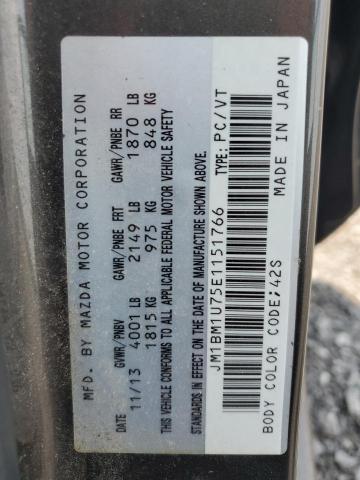 MFD. BY MAZDA MOTOR CORPORATION
DATE GVWR/PNBV GAWR/PNBE FRT GAWR/PNBE RR
11/13 4001 LB 2149 LB 1870 LB
1815 KG 975 KG 848 KG
THIS VEHICLE CONFORMS TO ALL APPLICABLE FEDERAL MOTOR VEHICLE SAFETY
STANDARDS IN EFFECT ON THE DATE OF MANUFACTURE SHOWN ABOVE.
JM1BM1U75E1151766 TYPE: PC/VT
BODY COLOR CODE;42S MADE IN JAPAN